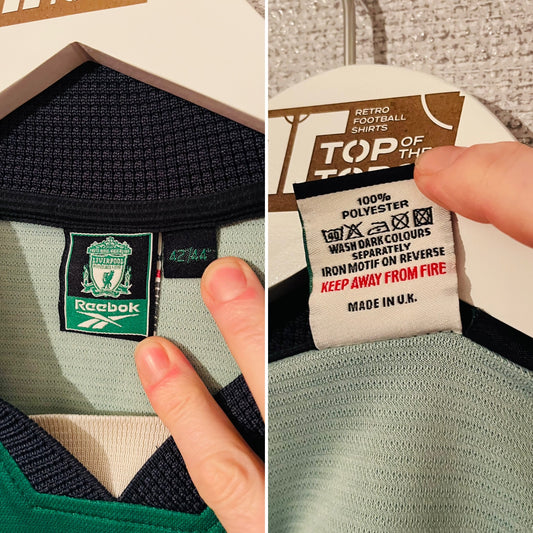 LIVERPOOL
Reebok
42/44"
RETRO
FOOTBALL
SHIRTS
TOP OF
THE
100%
POLYESTER
40
WASH DARK COLOURS
SEPARATELY
IRON MOTIF ON REVERSE
KEEP AWAY FROM FIRE
MADE IN U.K.